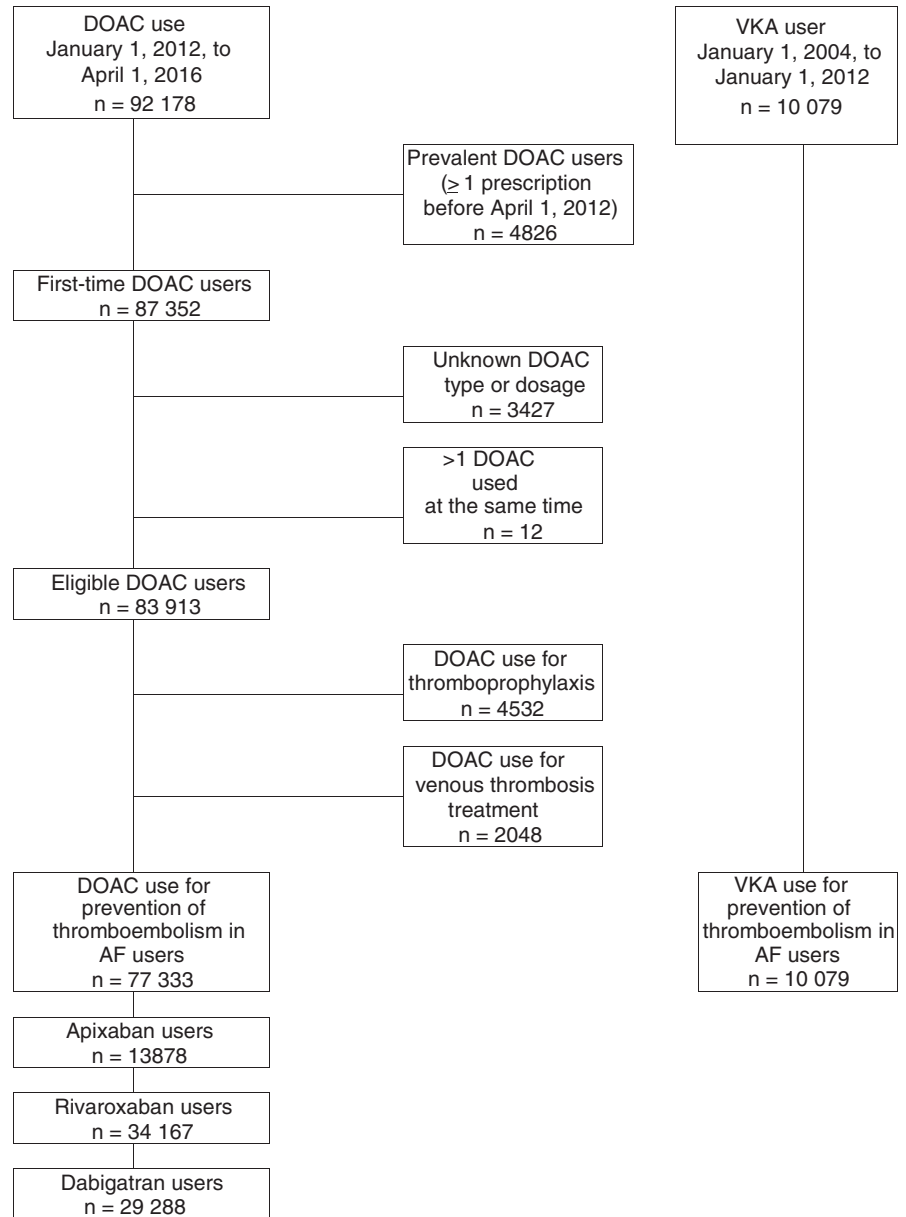 DOAC use
January 1, 2012, to
April 1, 2016
n = 92 178
VKA user
January 1, 2004, to
January 1, 2012
n = 10 079
Prevalent DOAC users
(≥ 1 prescription
before April 1, 2012)
n = 4826
First-time DOAC users
n = 87 352
Unknown DOAC
type or dosage
n = 3427
>1 DOAC
used
at the same time
n = 12
Eligible DOAC users
n = 83 913
DOAC use for
thromboprophylaxis
n = 4532
DOAC use for
venous thrombosis
treatment
n = 2048
DOAC use for
prevention of
thromboembolism in
AF users
n = 77 333
VKA use for
prevention of
thromboembolism in
AF users
n = 10 079
Apixaban users
n = 13878
Rivaroxaban users
n = 34 167
Dabigatran users
n = 29 288